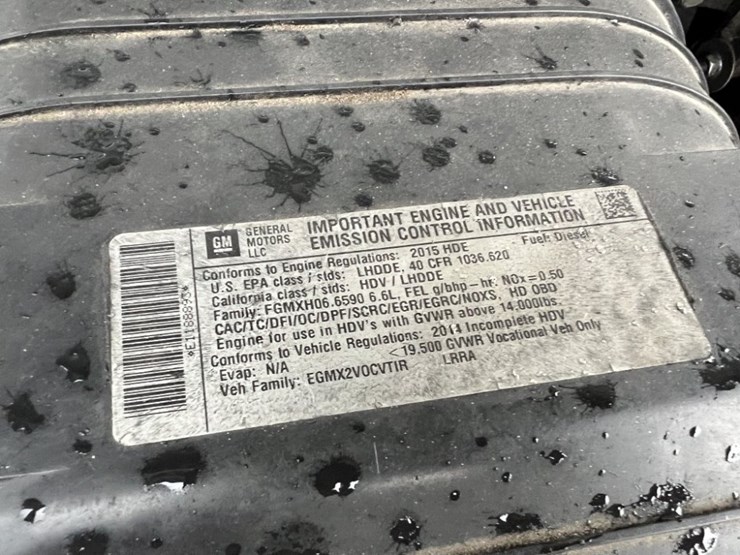 GM
GENERAL MOTORS LLC
IMPORTANT ENGINE AND VEHICLE
EMISSION CONTROL INFORMATION
Conforms to Engine Regulations: 2015 HDE Fuel: Diesel
U.S. EPA class / stds: LHDDE, 40 CFR 1036.620
California class / stds: HDV / LHDDE
Family: FGMXH06.6590 6.6L, FEL g/bhp-hr: NOx=0.50
CAC/TC/DFI/OC/DPF/SCRC/EGR/EGRC/NOXS, HD OBD
Engine for use in HDV's with GVWR above 14,000lbs.
Conforms to Vehicle Regulations: 2014 Incomplete HDV
Evap: N/A <19,500 GVWR Vocational Veh Only
Veh Family: EGMX2VOCVTIR LRRA
*E11888893*